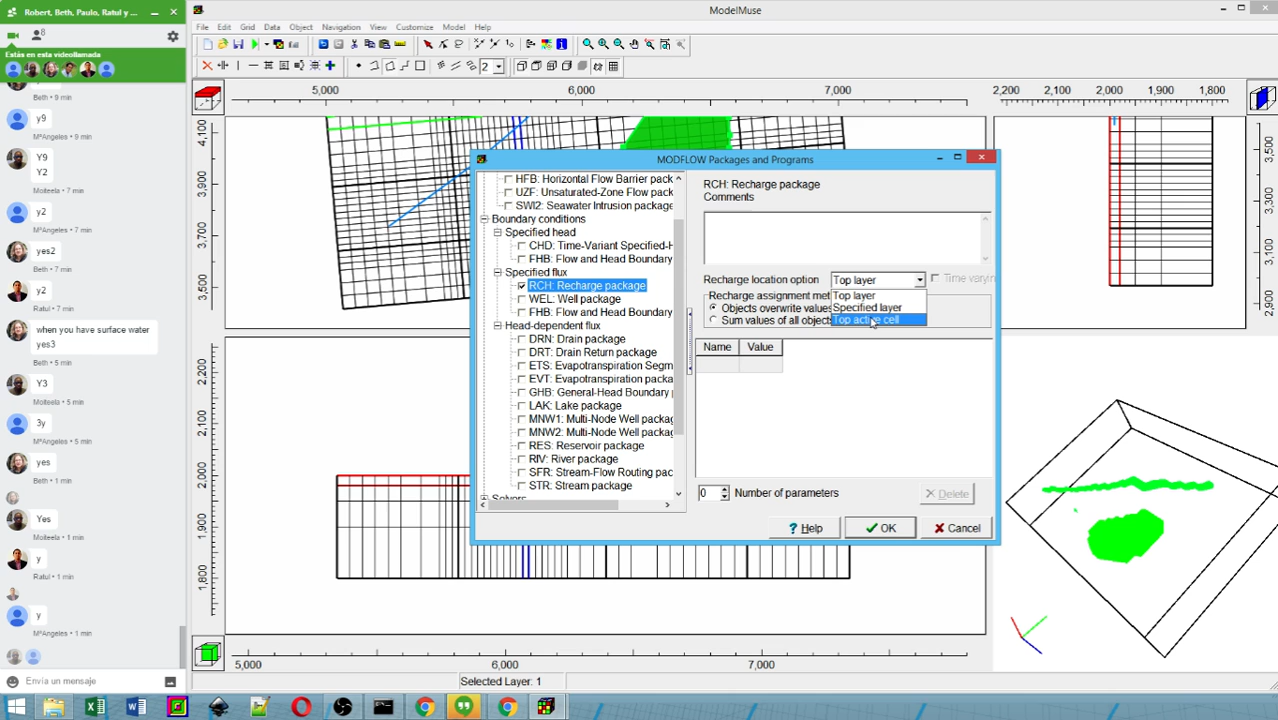 Robert, Beth, Paulo, Ratul y ...
8
Estás en esta videollamada
Beth • 9 min
y9
MªAngeles • 9 min
Y9
Y2
Moiteela • 7 min
y2
MªAngeles • 7 min
yes2
Beth • 7 min
y2
Ratul • 7 min
when you have surface water
yes3
Beth • 5 min
Y3
Moiteela • 5 min
3y
MªAngeles • 5 min
yes
Beth • 1 min
Yes
Moiteela • 1 min
y
Ratul • 1 min
y
MªAngeles • 1 min
Envía un mensaje
ModelMuse
File Edit Grid Data Object Navigation View Customize Model Help
2
5,000 6,000 7,000
2,200 2,100 2,000 1,900 1,800
4,100
3,900
3,700
3,500
4,100
3,900
3,700
3,500
MODFLOW Packages and Programs
HFB: Horizontal Flow Barrier pack
UZF: Unsaturated-Zone Flow pack
SWI2: Seawater Intrusion package
Boundary conditions
Specified head
CHD: Time-Variant Specified-H
FHB: Flow and Head Boundary
Specified flux
RCH: Recharge package
WEL: Well package
FHB: Flow and Head Boundary
Head-dependent flux
DRN: Drain package
DRT: Drain Return package
ETS: Evapotranspiration Segm
EVT: Evapotranspiration packa
GHB: General-Head Boundary p
LAK: Lake package
MNW1: Multi-Node Well packag
MNW2: Multi-Node Well packag
RES: Reservoir package
RIV: River package
SFR: Stream-Flow Routing pac
STR: Stream package
Solvers
RCH: Recharge package
Comments
Recharge location option Top layer Time varyin
Top layer
Specified layer
Top active cell
Recharge assignment met
Objects overwrite values
Sum values of all objects
Name Value
0 Number of parameters Delete
Help OK Cancel
2,200
2,100
2,000
1,900
1,800
5,000 6,000 7,000
Selected Layer: 1